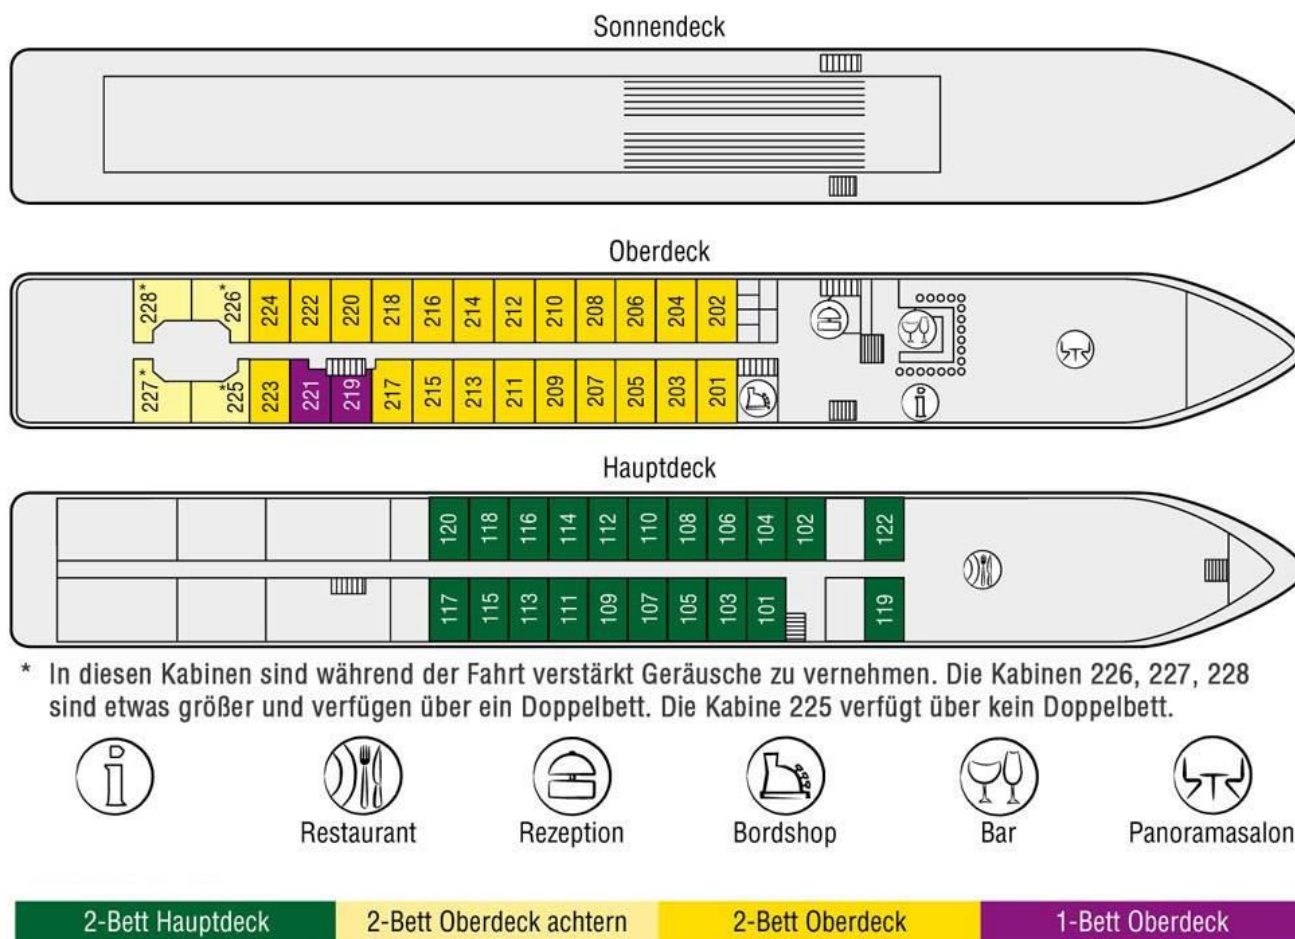 Sonnendeck
Oberdeck
228* 226* 224 222 220 218 216 214 212 210 208 206 204 202
227* 225* 223 221 219 217 215 213 211 209 207 205 203 201
Hauptdeck
120 118 116 114 112 110 108 106 104 102 122
117 115 113 111 109 107 105 103 101 119
* In diesen Kabinen sind während der Fahrt verstärkt Geräusche zu vernehmen. Die Kabinen 226, 227, 228
sind etwas größer und verfügen über ein Doppelbett. Die Kabine 225 verfügt über kein Doppelbett.
Restaurant Rezeption Bordshop Bar Panoramasalon
2-Bett Hauptdeck 2-Bett Oberdeck achtern 2-Bett Oberdeck 1-Bett Oberdeck